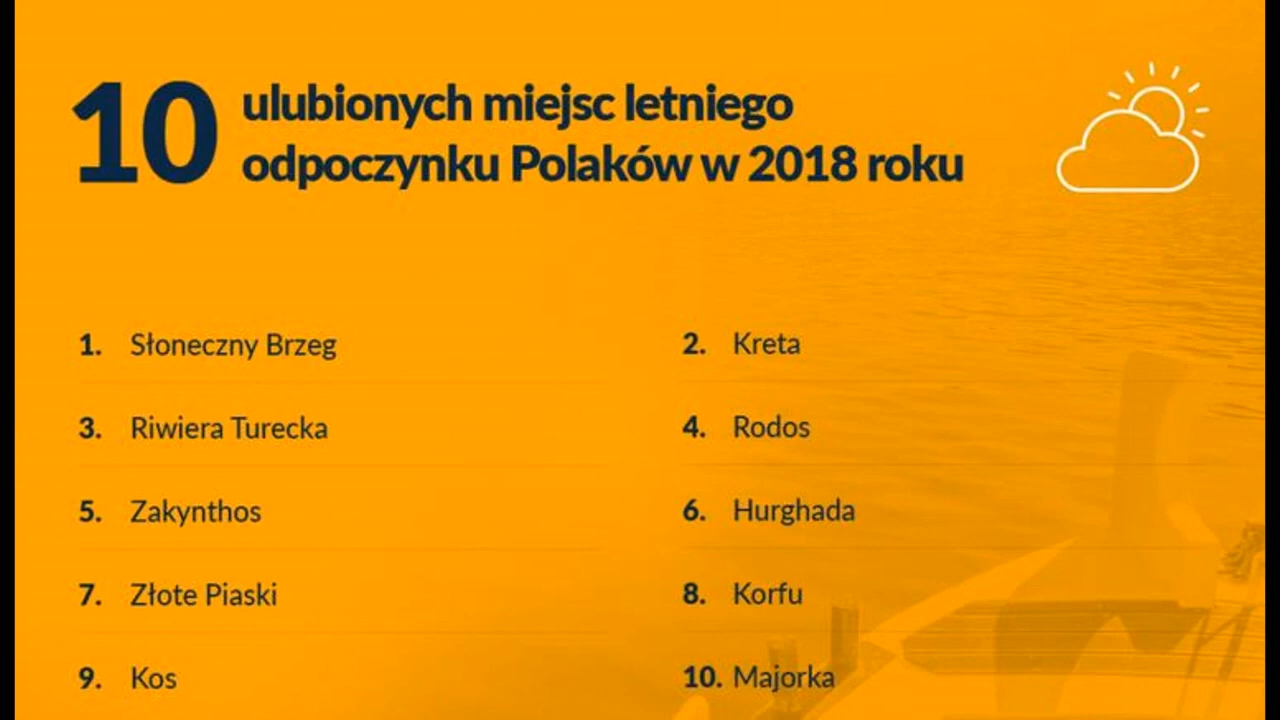 10 ulubionych miejsc letniego
odpoczynku Polaków w 2018 roku
1. Słoneczny Brzeg
2. Kreta
3. Riwiera Turecka
4. Rodos
5. Zakynthos
6. Hurghada
7. Złote Piaski
8. Korfu
9. Kos
10. Majorka